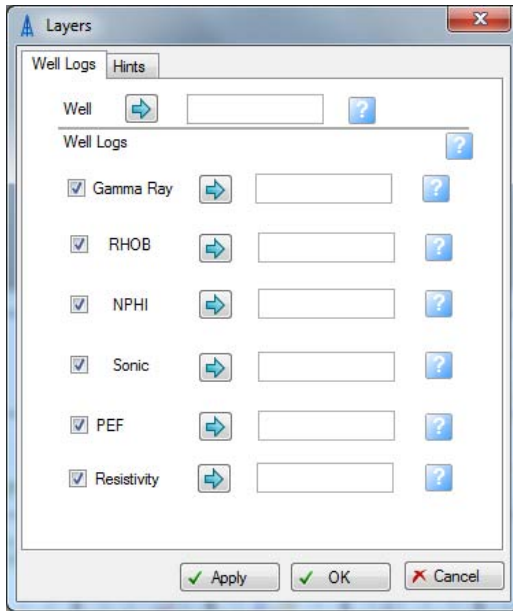 Layers
Well Logs Hints
Well ?
Well Logs ?
Gamma Ray ?
RHOB ?
NPHI ?
Sonic ?
PEF ?
Resistivity ?
Apply OK Cancel